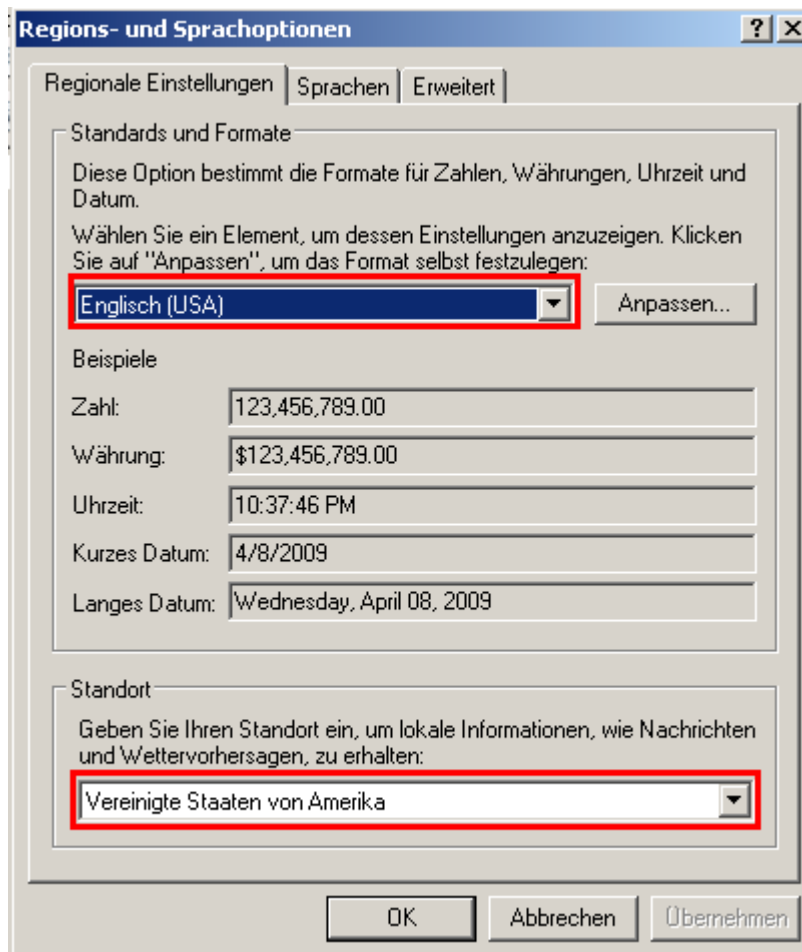 Regions- und Sprachoptionen
Regionale Einstellungen Sprachen Erweitert
Standards und Formate
Diese Option bestimmt die Formate für Zahlen, Währungen, Uhrzeit und
Datum.
Wählen Sie ein Element, um dessen Einstellungen anzuzeigen. Klicken
Sie auf "Anpassen", um das Format selbst festzulegen:
Englisch (USA) Anpassen...
Beispiele
Zahl: 123,456,789.00
Währung: $123,456,789.00
Uhrzeit: 10:37:46 PM
Kurzes Datum: 4/8/2009
Langes Datum: Wednesday, April 08, 2009
Standort
Geben Sie Ihren Standort ein, um lokale Informationen, wie Nachrichten
und Wettervorhersagen, zu erhalten:
Vereinigte Staaten von Amerika
OK Abbrechen Übernehmen